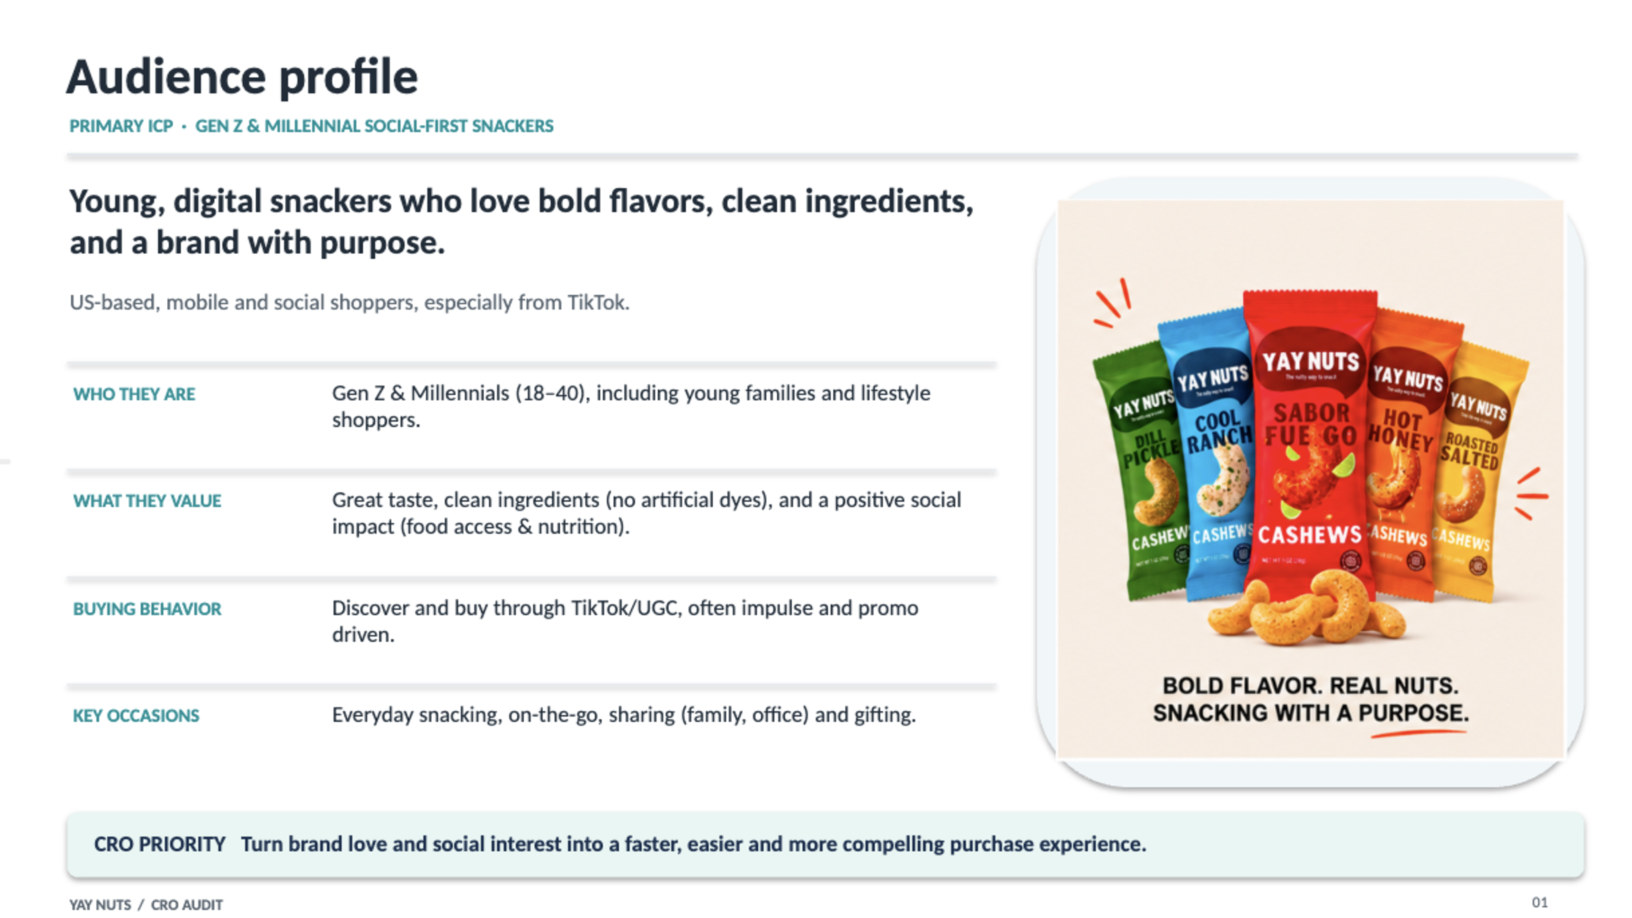 Audience profile
PRIMARY ICP · GEN Z & MILLENNIAL SOCIAL-FIRST SNACKERS
Young, digital snackers who love bold flavors, clean ingredients,
and a brand with purpose.
US-based, mobile and social shoppers, especially from TikTok.
WHO THEY ARE
Gen Z & Millennials (18–40), including young families and lifestyle
shoppers.
WHAT THEY VALUE
Great taste, clean ingredients (no artificial dyes), and a positive social
impact (food access & nutrition).
BUYING BEHAVIOR
Discover and buy through TikTok/UGC, often impulse and promo
driven.
KEY OCCASIONS
Everyday snacking, on-the-go, sharing (family, office) and gifting.
YAY NUTS
DILL
PICKLE
CASHEW
YAY NUTS
COOL
RANCH
CASHEWS
YAY NUTS
SABOR
FUEGO
CASHEWS
YAY NUTS
HOT
HONEY
CASHEWS
YAY NUTS
ROASTED
SALTED
CASHEWS
BOLD FLAVOR. REAL NUTS.
SNACKING WITH A PURPOSE.
CRO PRIORITY Turn brand love and social interest into a faster, easier and more compelling purchase experience.
YAY NUTS / CRO AUDIT
01